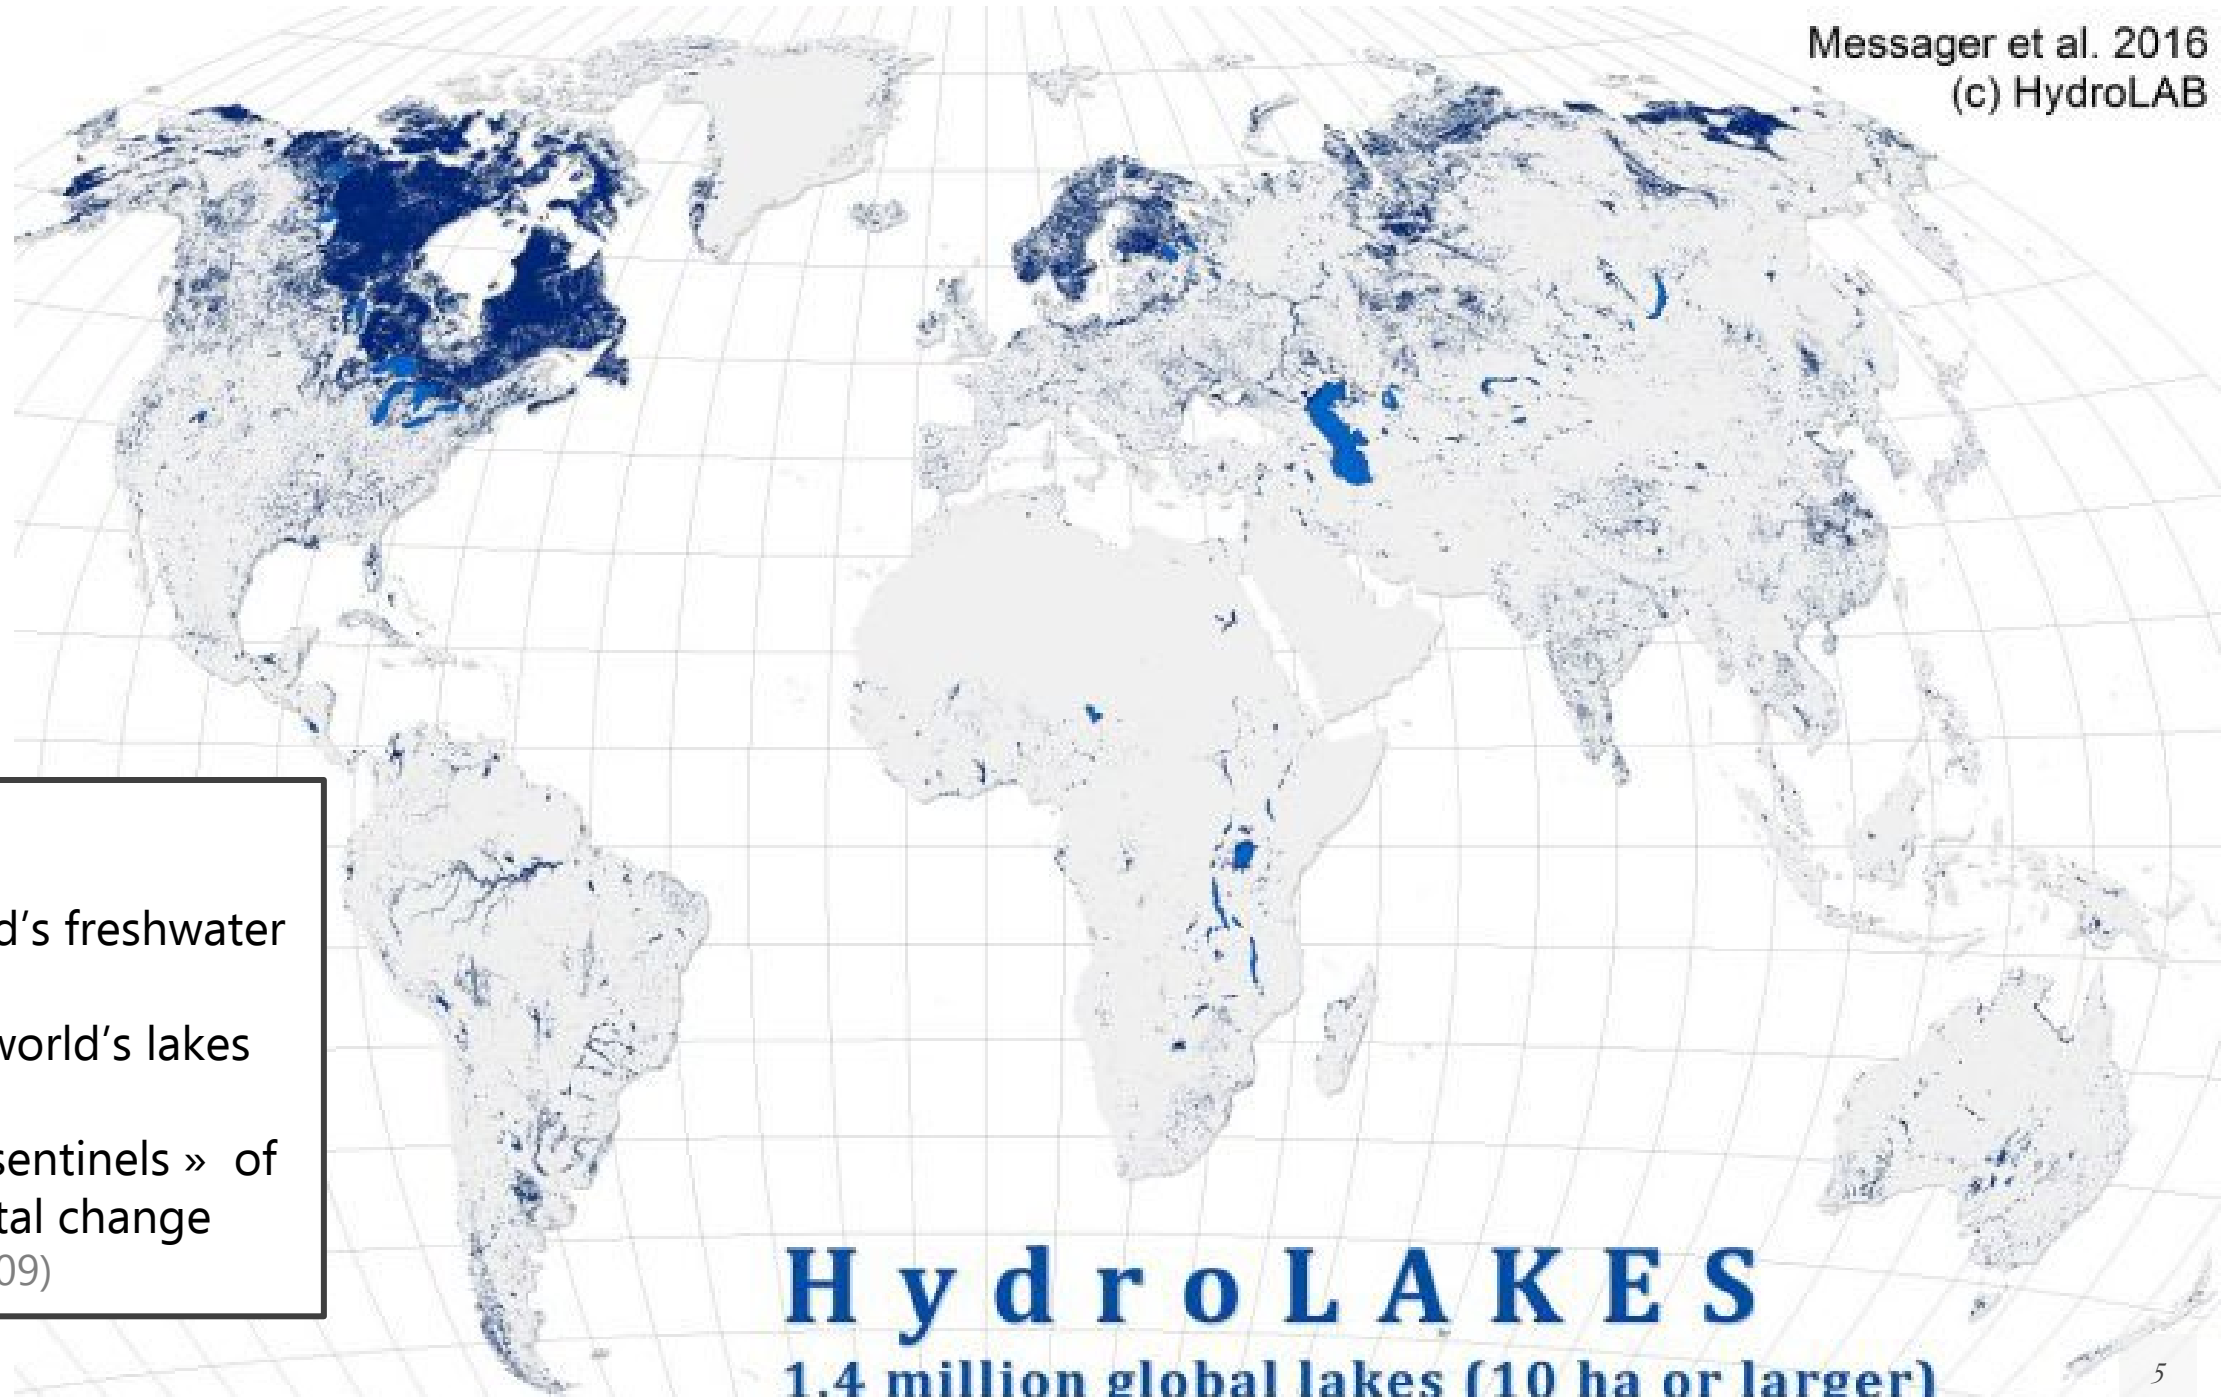 Messager et al. 2016
(c) HydroLAB
d's freshwater
world's lakes
sentinels »  of
tal change
09)
HydroLAKES
1.4 million global lakes (10 ha or larger)
5